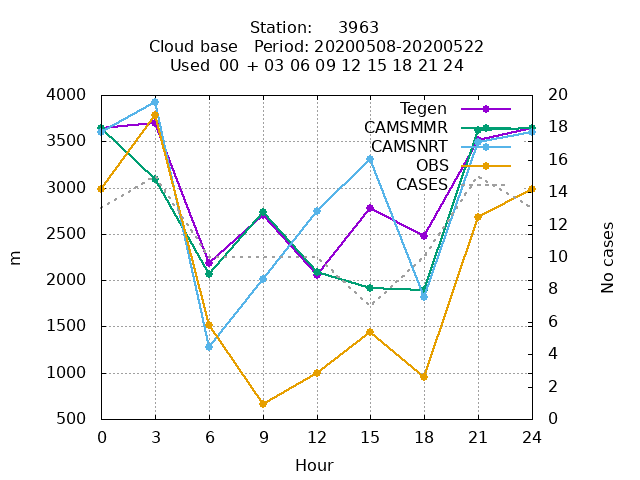 Station: 3963
Cloud base Period: 20200508-20200522
Used 00 + 03 06 09 12 15 18 21 24
4000
3500
3000
2500
2000
1500
1000
500
m
20
18
16
14
12
10
8
6
4
2
0
No cases
Tegen
CAMSMMR
CAMSNRT
OBS
CASES
0 3 6 9 12 15 18 21 24
Hour